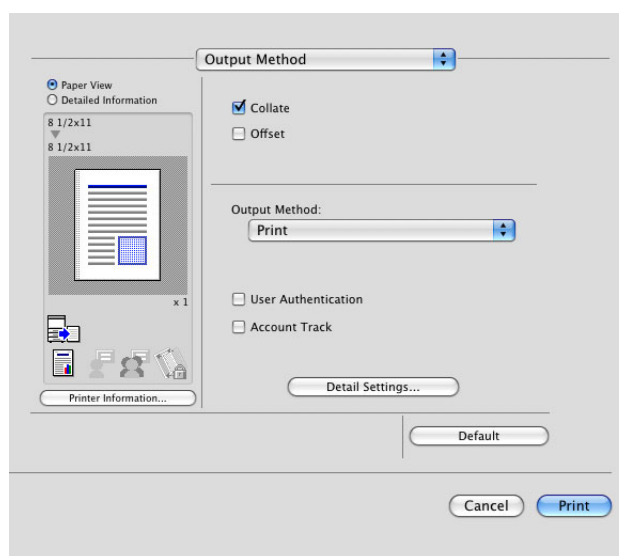 Output Method
Paper View
Detailed Information
8 1/2x11
8 1/2x11
x 1
Printer Information...
Collate
Offset
Output Method:
Print
User Authentication
Account Track
Detail Settings...
Default
Cancel
Print